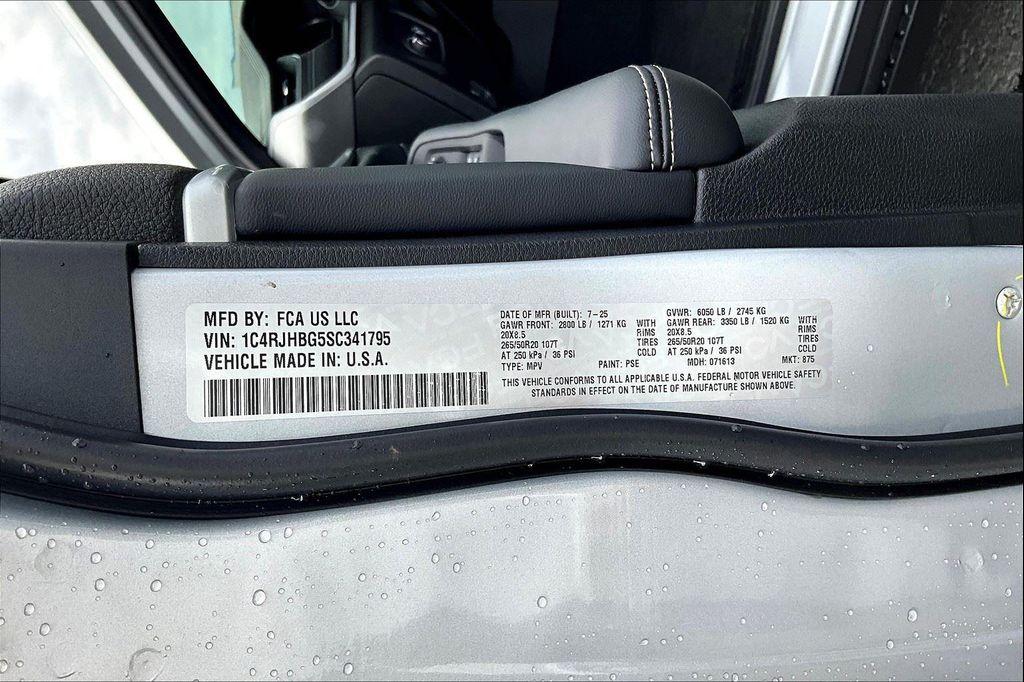 MFD BY: FCA US LLC
VIN: 1C4RJHBG5SC341795
VEHICLE MADE IN U.S.A.
DATE OF MFR (BUILT): 7-25
GAWR FRONT: 2800 LB / 1271 KG WITH
20X8.5 RIMS
265/50R20 107T TIRES
AT 250 kPa / 36 PSI COLD
TYPE: MPV PAINT: PSE
GVWR: 6050 LB / 2745 KG
GAWR REAR: 3350 LB / 1520 KG WITH
20X8.5 RIMS
265/50R20 107T TIRES
AT 250 kPa / 36 PSI COLD
MDH: 071613 MKT: 875
THIS VEHICLE CONFORMS TO ALL APPLICABLE U.S.A. FEDERAL MOTOR VEHICLE SAFETY
STANDARDS IN EFFECT ON THE DATE OF MANUFACTURE SHOWN ABOVE.